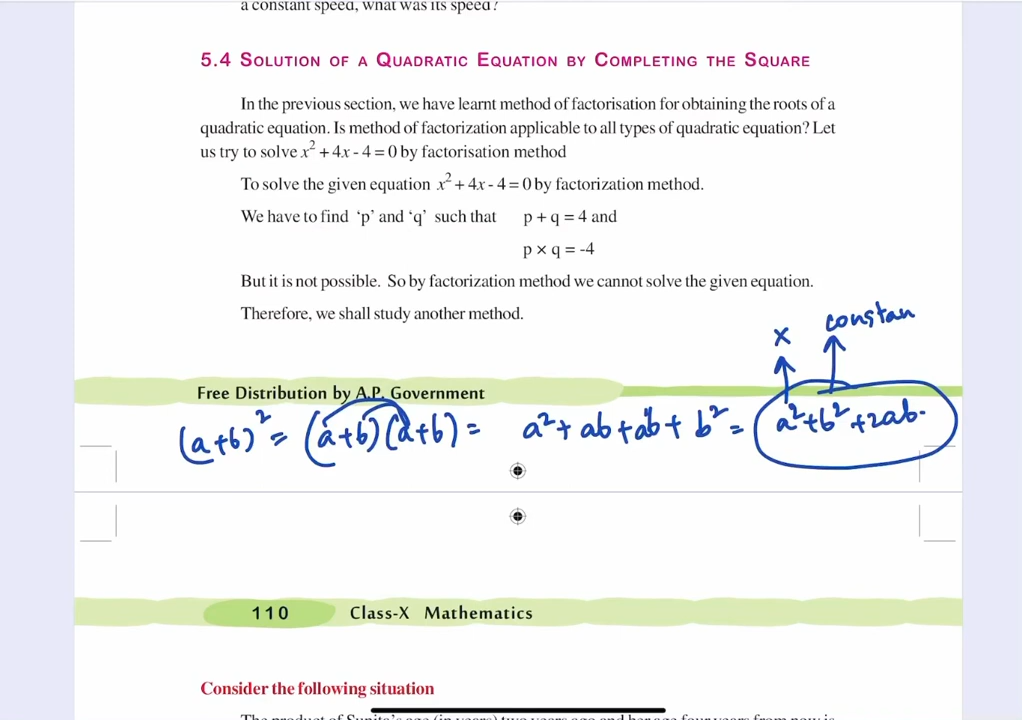 a constant speed, what was its speed?
5.4 SOLUTION OF A QUADRATIC EQUATION BY COMPLETING THE SQUARE
In the previous section, we have learnt method of factorisation for obtaining the roots of a
quadratic equation. Is method of factorization applicable to all types of quadratic equation? Let
us try to solve x² + 4x - 4 = 0 by factorisation method
To solve the given equation x² + 4x - 4 = 0 by factorization method.
We have to find ‘p’ and ‘q’ such that p + q = 4 and
p × q = -4
But it is not possible. So by factorization method we cannot solve the given equation.
Therefore, we shall study another method.
x constan
Free Distribution by A.P. Government
(a+b)² = (a+b)(a+b) = a² + ab + ab + b² = a² + b² + 2ab.
110 Class-X Mathematics
Consider the following situation